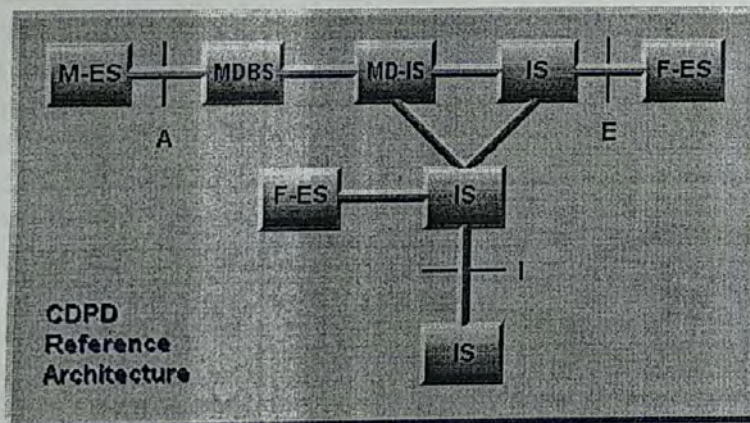 M-ES MDBS MD-IS IS F-ES
A E
F-ES IS
I
CDPD
Reference
Architecture
IS